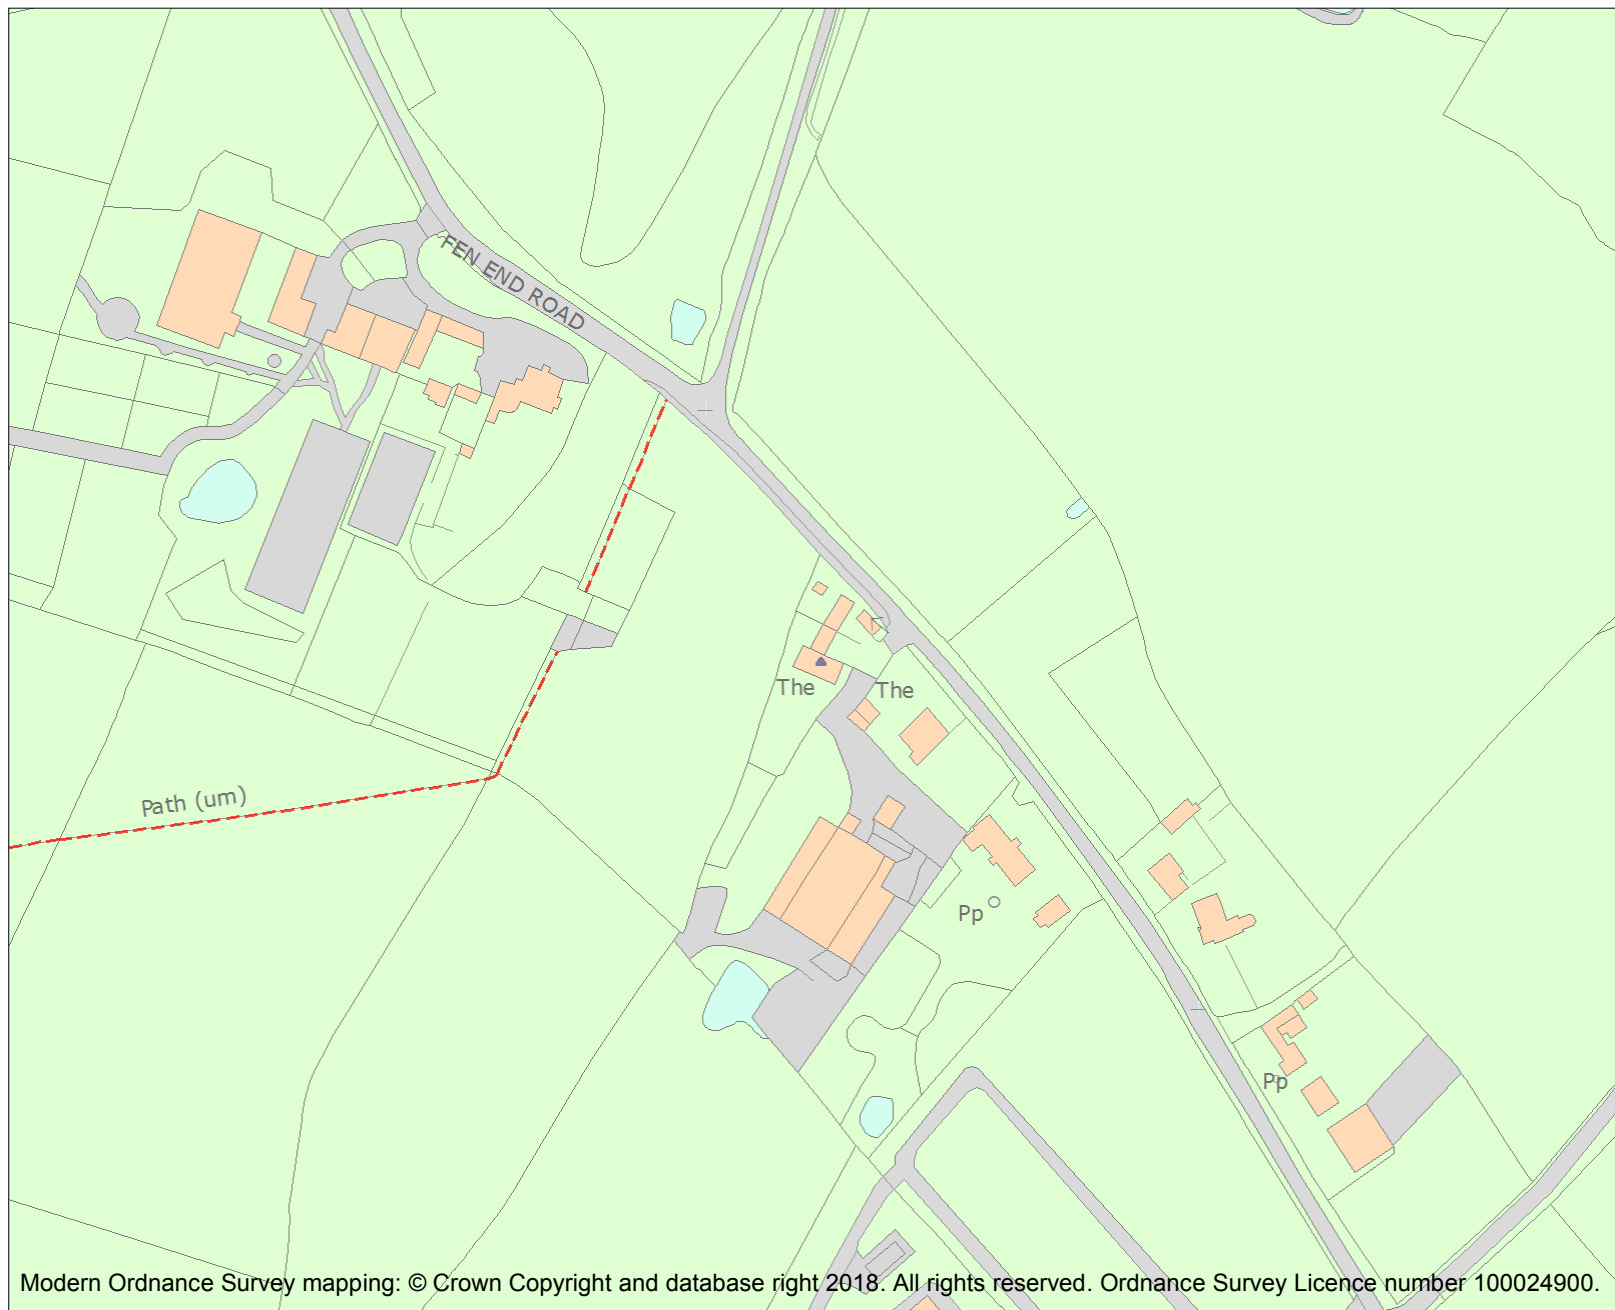 FEN END ROAD
The
The
Path (um)
Pp
Pp
Modern Ordnance Survey mapping: © Crown Copyright and database right 2018. All rights reserved. Ordnance Survey Licence number 100024900.